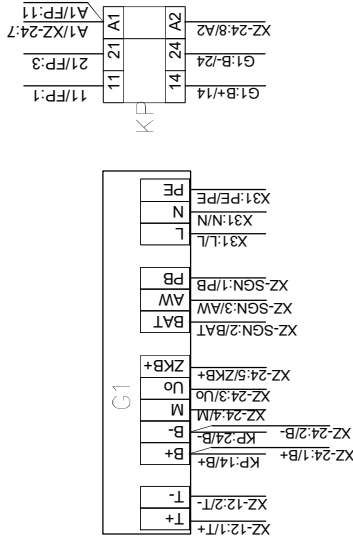 A1/FP:11
A1/XZ-24:7 A1 A2 XZ-24:8/A2
21/FP:3 21 24 G1:B-/24
11/FP:1 11 14 G1:B+/14
KP
G1
PE X31:PE/PE
N X31:N/N
L X31:L/L
PB XZ-SGN:1/PB
AW XZ-SGN:3/AW
BAT XZ-SGN:2/BAT
ZKB+ XZ-24:5/ZKB+
Uo XZ-24:3/Uo
M XZ-24:4/M
B- KP:24/B- XZ-24:2/B-
B+ KP:14/B+ XZ-24:1/B+
T- XZ-12:2/T-
T+ XZ-12:1/T+